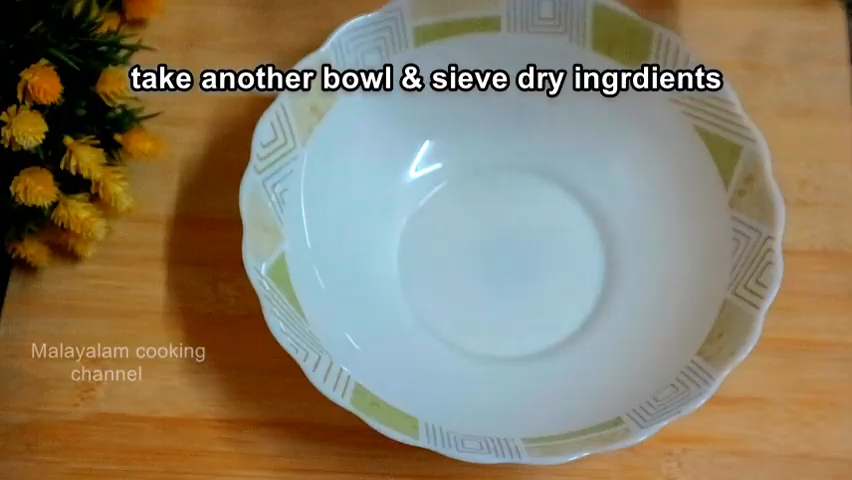 take another bowl & sieve dry ingrdients
Malayalam cooking
channel